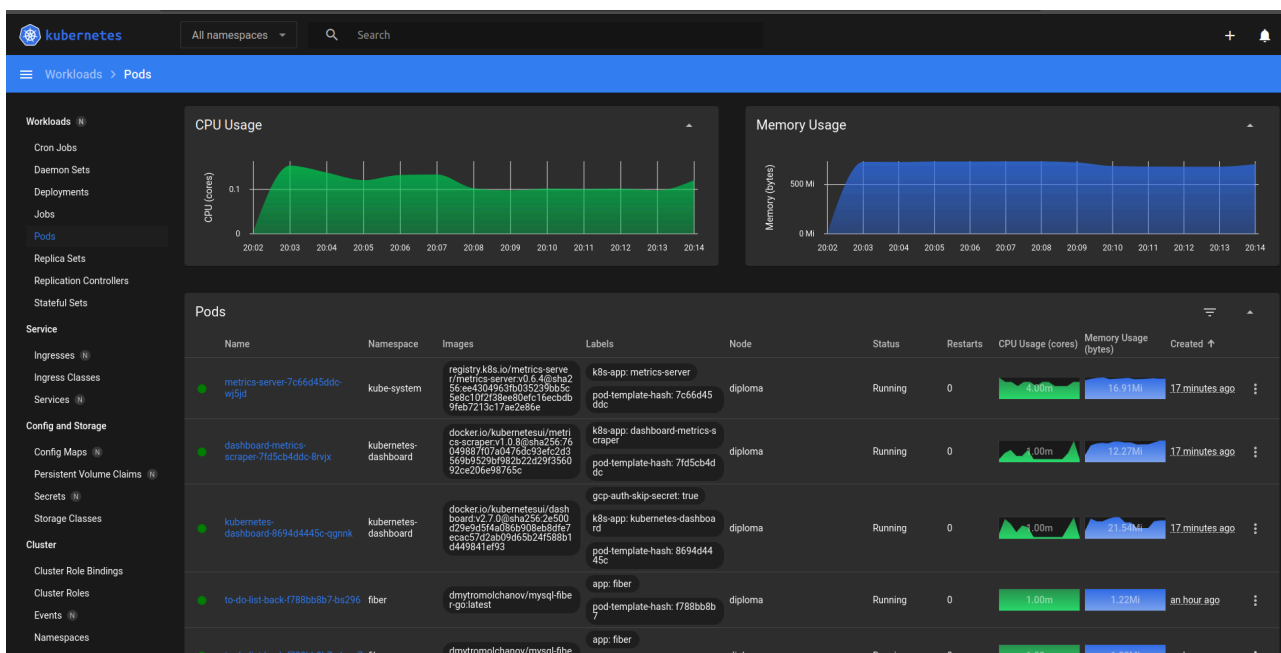 kubernetes
All namespaces
Search
Workloads > Pods
Workloads N
Cron Jobs
Daemon Sets
Deployments
Jobs
Pods
Replica Sets
Replication Controllers
Stateful Sets
Service
Ingresses N
Ingress Classes
Services N
Config and Storage
Config Maps N
Persistent Volume Claims N
Secrets N
Storage Classes
Cluster
Cluster Role Bindings
Cluster Roles
Events N
Namespaces
CPU Usage
CPU (cores)
0.1
0
20:02 20:03 20:04 20:05 20:06 20:07 20:08 20:09 20:10 20:11 20:12 20:13 20:14
Memory Usage
Memory (bytes)
500 Mi
0 Mi
20:02 20:03 20:04 20:05 20:06 20:07 20:08 20:09 20:10 20:11 20:12 20:13 20:14
Pods
Name Namespace Images Labels Node Status Restarts CPU Usage (cores) Memory Usage
(bytes) Created
metrics-server-7c66d45ddc-
wj5jd
kube-system
registry.k8s.io/metrics-serve
r/metrics-server:v0.6.4@sha2
56:ee4304963fb035239bb5c
5e8c10f2f38ee80efc16ecbdb
9feb7213c17ae2e86e
k8s-app: metrics-server
pod-template-hash: 7c66d45
ddc
diploma
Running
0
4.00m
16.91Mi
17 minutes ago
dashboard-metrics-
scraper-7fd5cb4ddc-8rvjx
kubernetes-
dashboard
docker.io/kubernetesui/metri
cs-scraper:v1.0.8@sha256:76
049887f07a0476dc93efc2d3
569b9529bf982b22d29f3560
92ce206e98765c
k8s-app: dashboard-metrics-s
craper
pod-template-hash: 7fd5cb4d
dc
diploma
Running
0
1.00m
12.27Mi
17 minutes ago
kubernetes-
dashboard-8694d4445c-qgnnk
kubernetes-
dashboard
docker.io/kubernetesui/dash
board:v2.7.0@sha256:2e500
d29e9d5f4a086b908eb8dfe7
ecac57d2ab09d65b24f588b1
d449841ef93
gcp-auth-skip-secret: true
k8s-app: kubernetes-dashboa
rd
pod-template-hash: 8694d44
45c
diploma
Running
0
1.00m
21.54Mi
17 minutes ago
to-do-list-back-f788bb8b7-bs296
fiber
dmytromolchanov/mysql-fibe
r-go:latest
app: fiber
pod-template-hash: f788bb8b
7
diploma
Running
0
1.00m
1.22Mi
an hour ago
dmytromolchanov/mysql-fibe
app: fiber